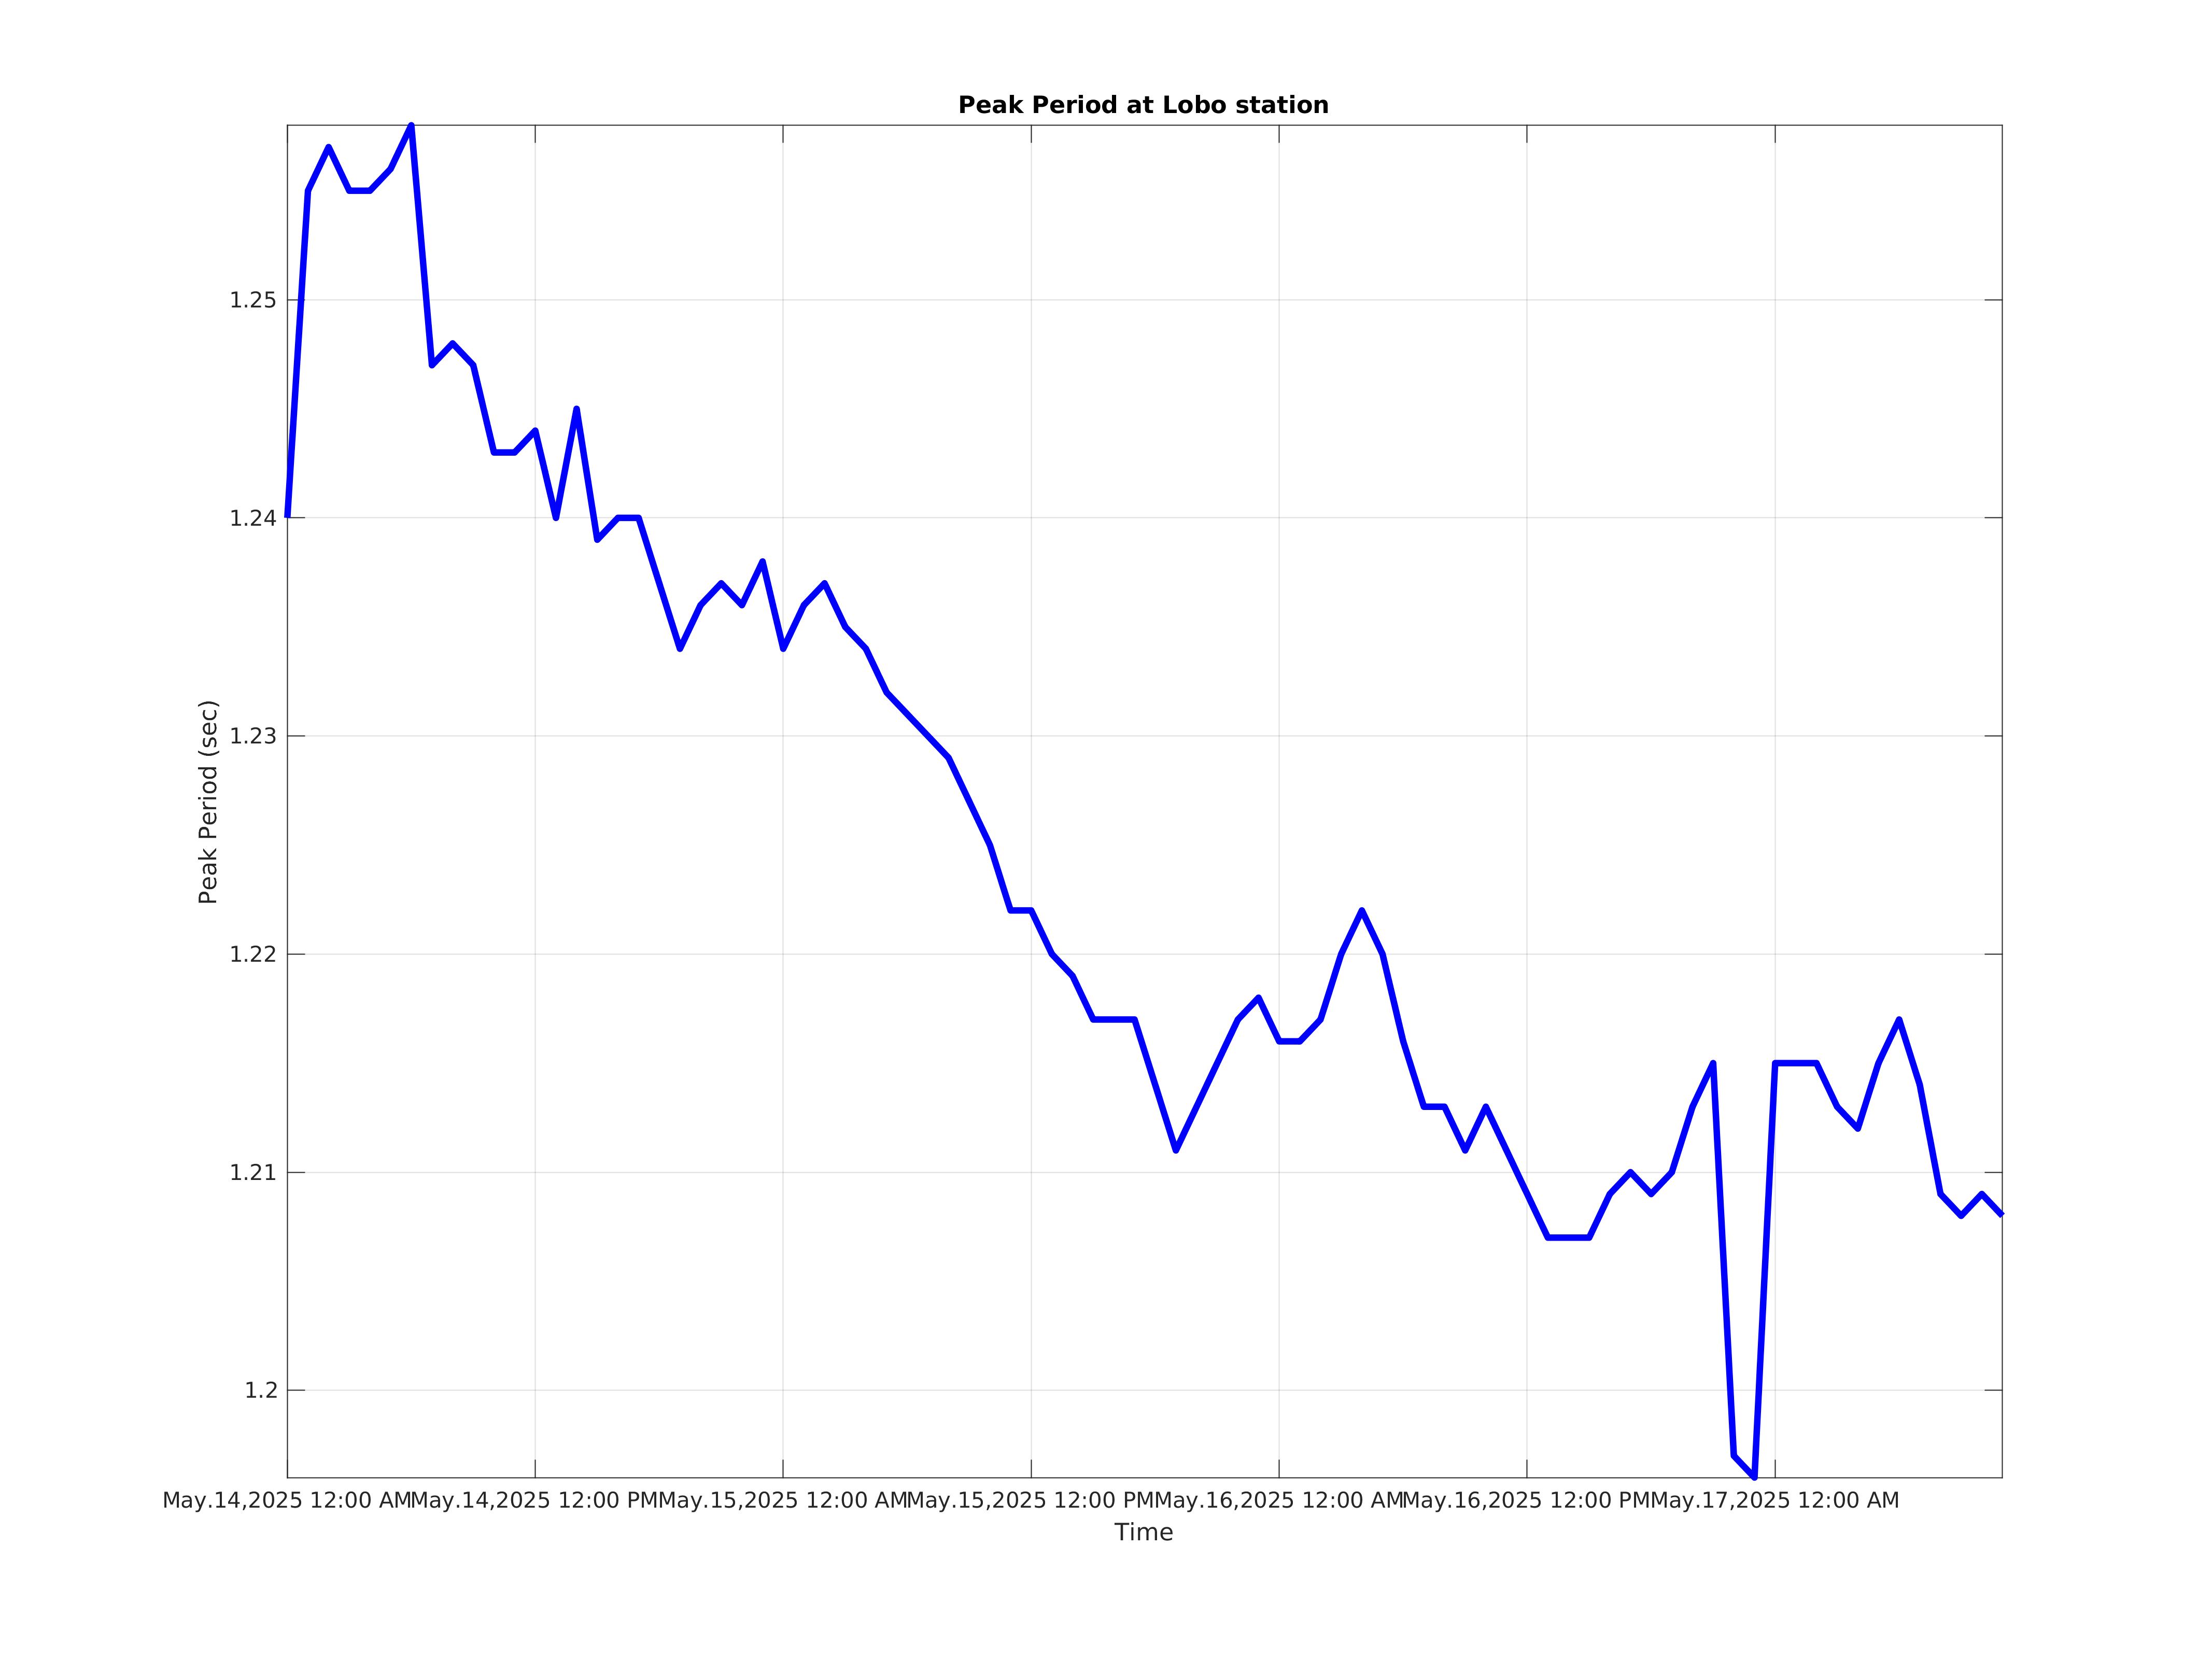 Peak Period at Lobo station
Peak Period (sec)
1.25
1.24
1.23
1.22
1.21
1.2
May.14,2025 12:00 AM May.14,2025 12:00 PM May.15,2025 12:00 AM May.15,2025 12:00 PM May.16,2025 12:00 AM May.16,2025 12:00 PM May.17,2025 12:00 AM
Time